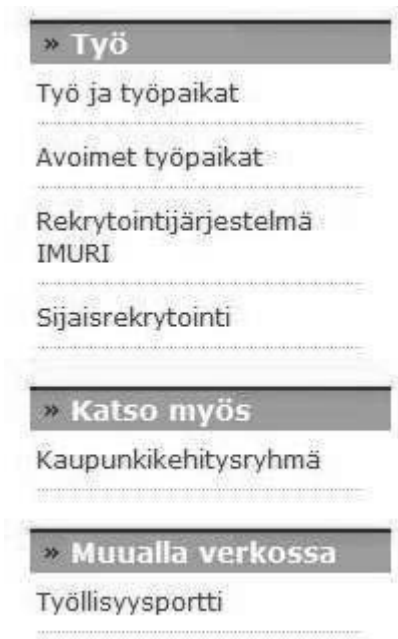 » Työ
Työ ja työpaikat
Avoimet työpaikat
Rekrytointijärjestelmä
IMURI
Sijaisrekrytointi
» Katso myös
Kaupunkikehitysryhmä
» Muualla verkossa
Työllisyysportti